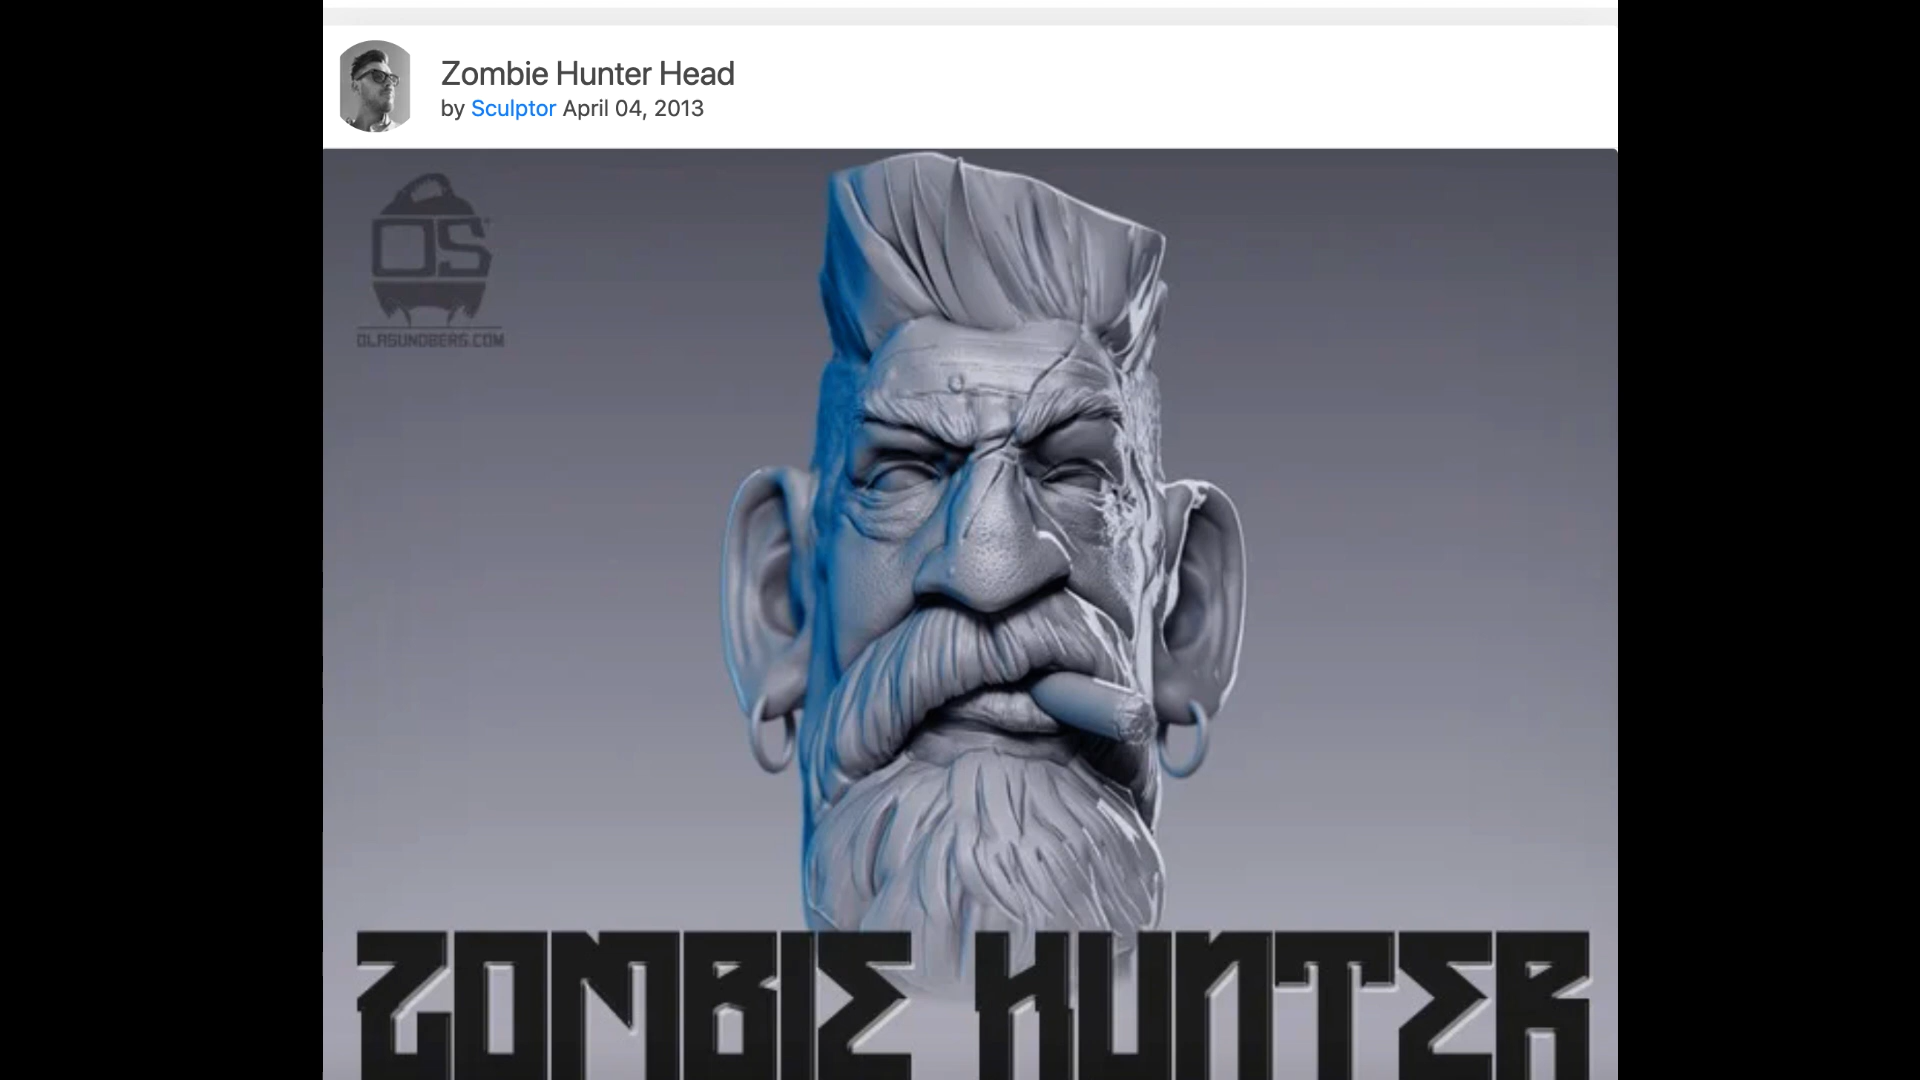 Zombie Hunter Head
by Sculptor April 04, 2013
OS
OLASUNDBERG.COM
ZOMBIE HUNTER